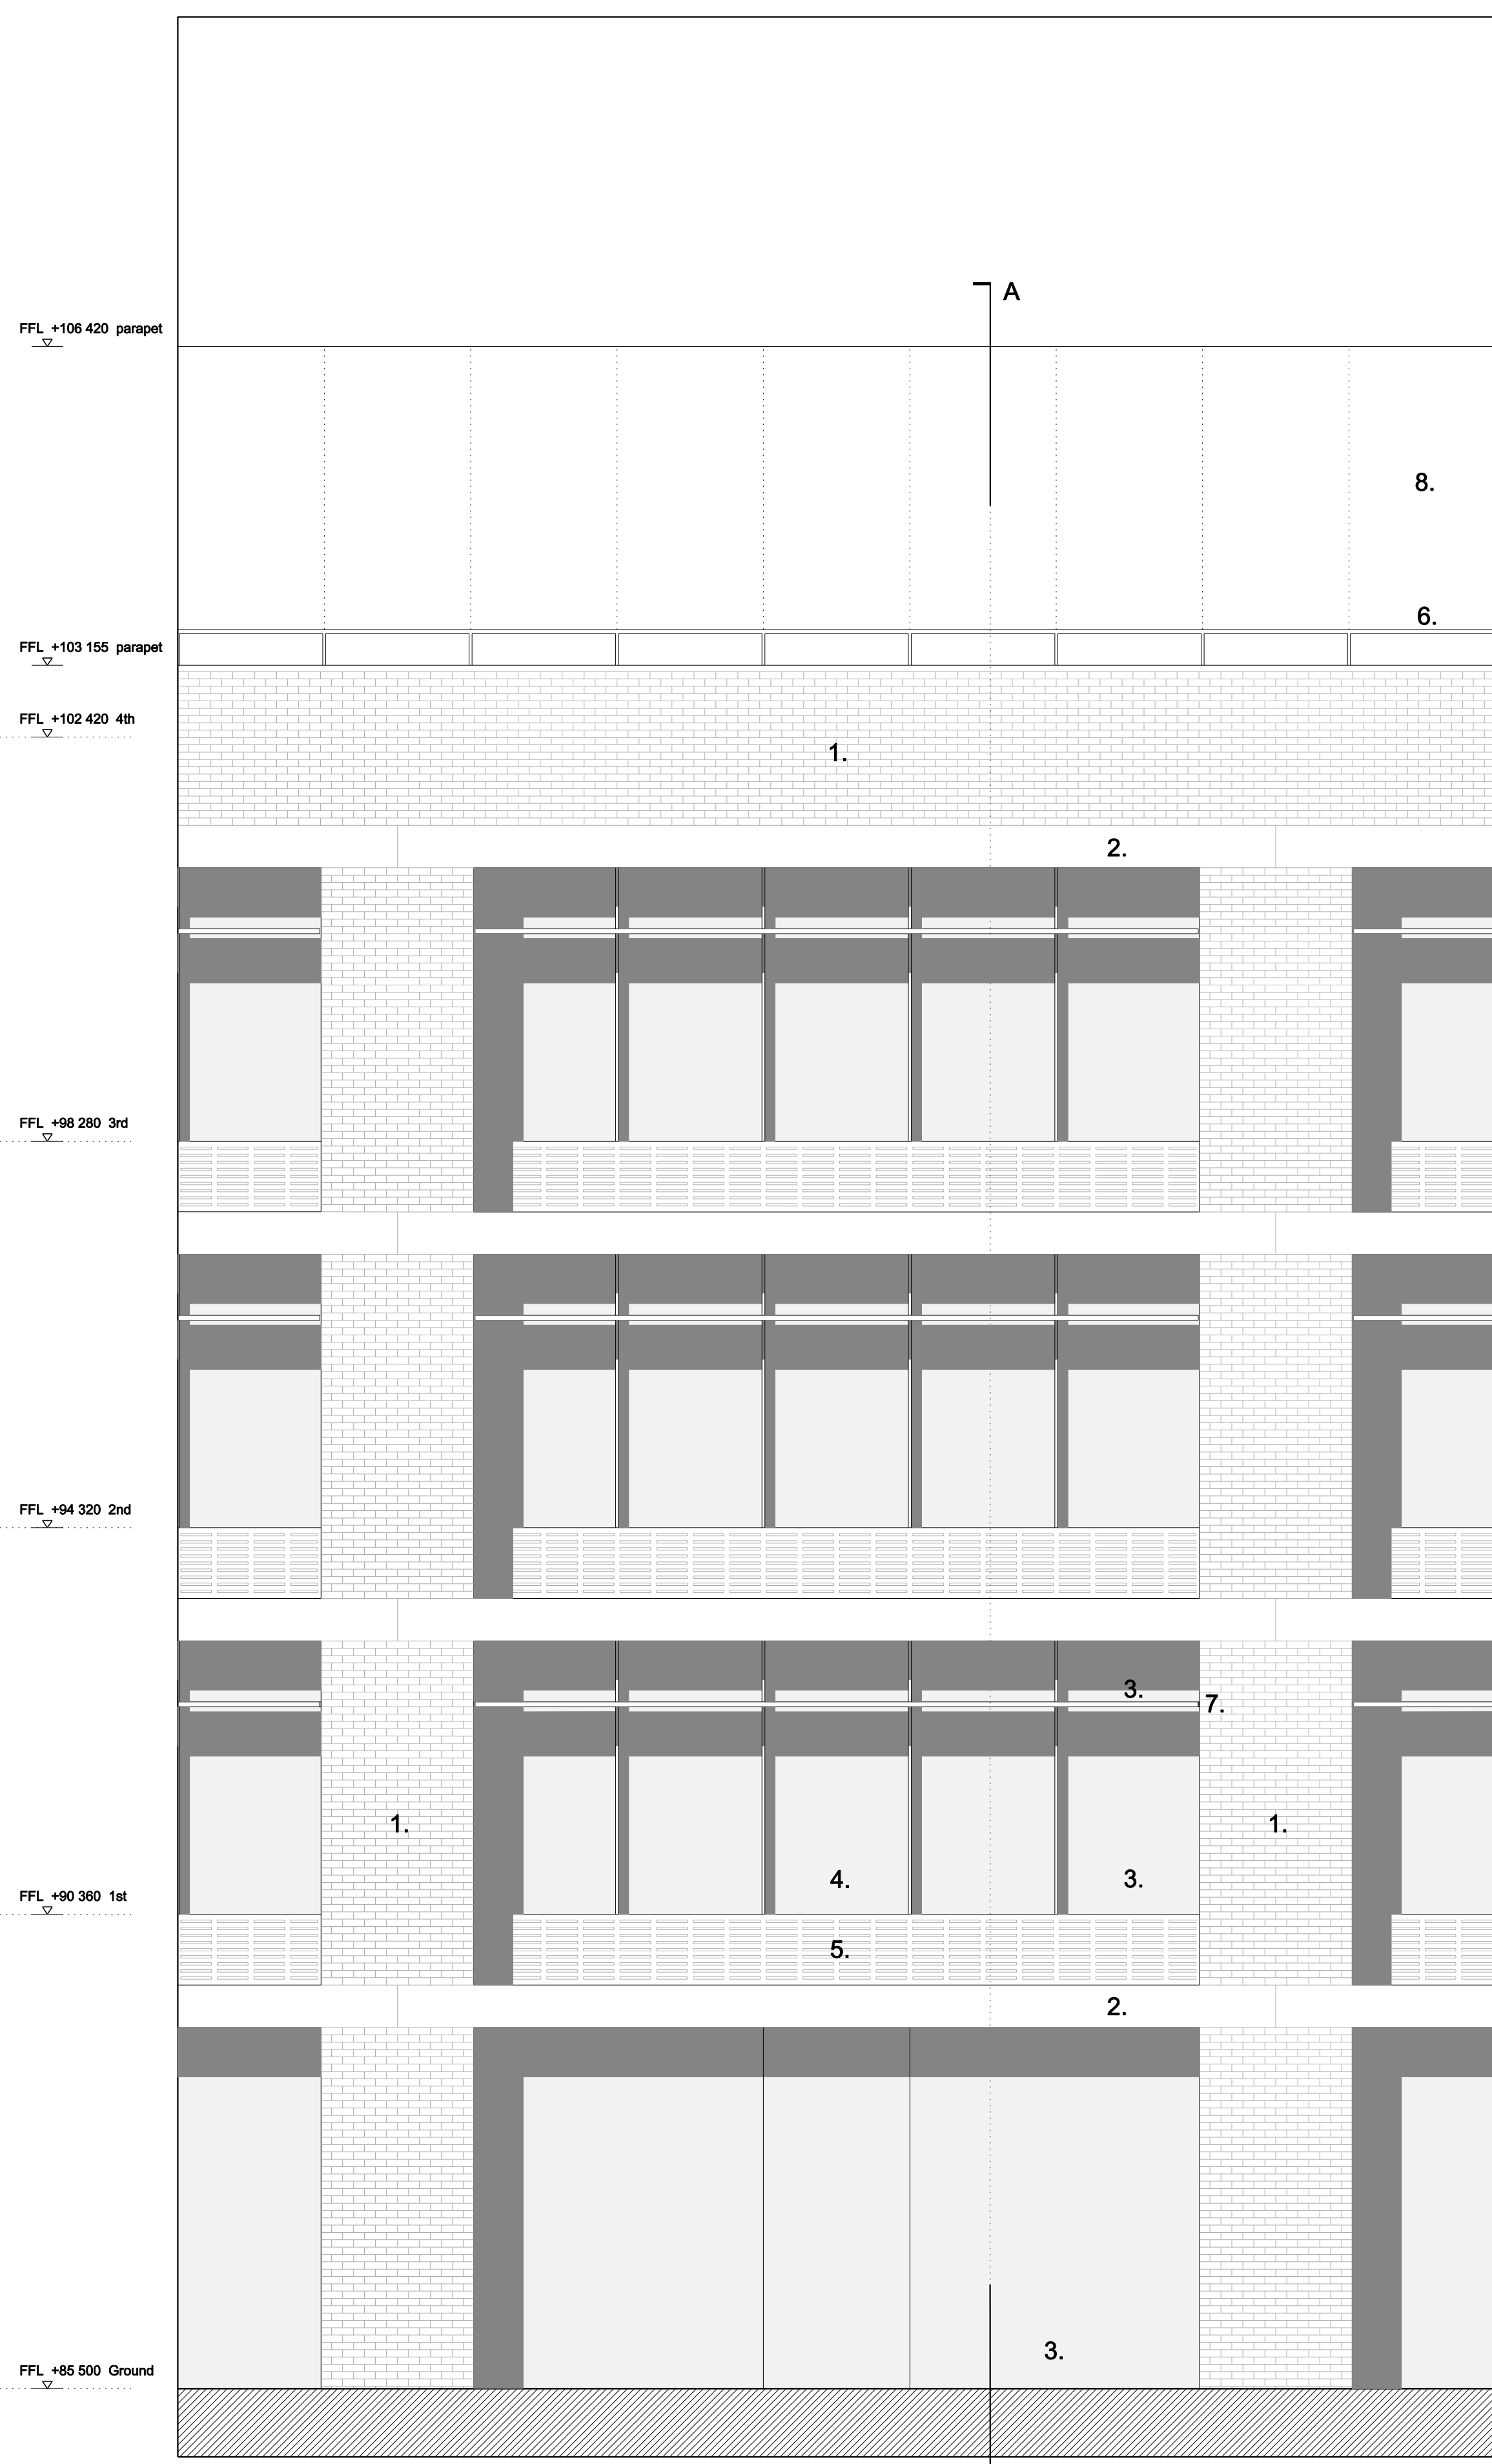 A
FFL +106 420 parapet
8.
6.
FFL +103 155 parapet
FFL +102 420 4th
1.
2.
FFL +98 280 3rd
FFL +94 320 2nd
3.
7.
1.
1.
4.
3.
FFL +90 360 1st
5.
2.
3.
FFL +85 500 Ground